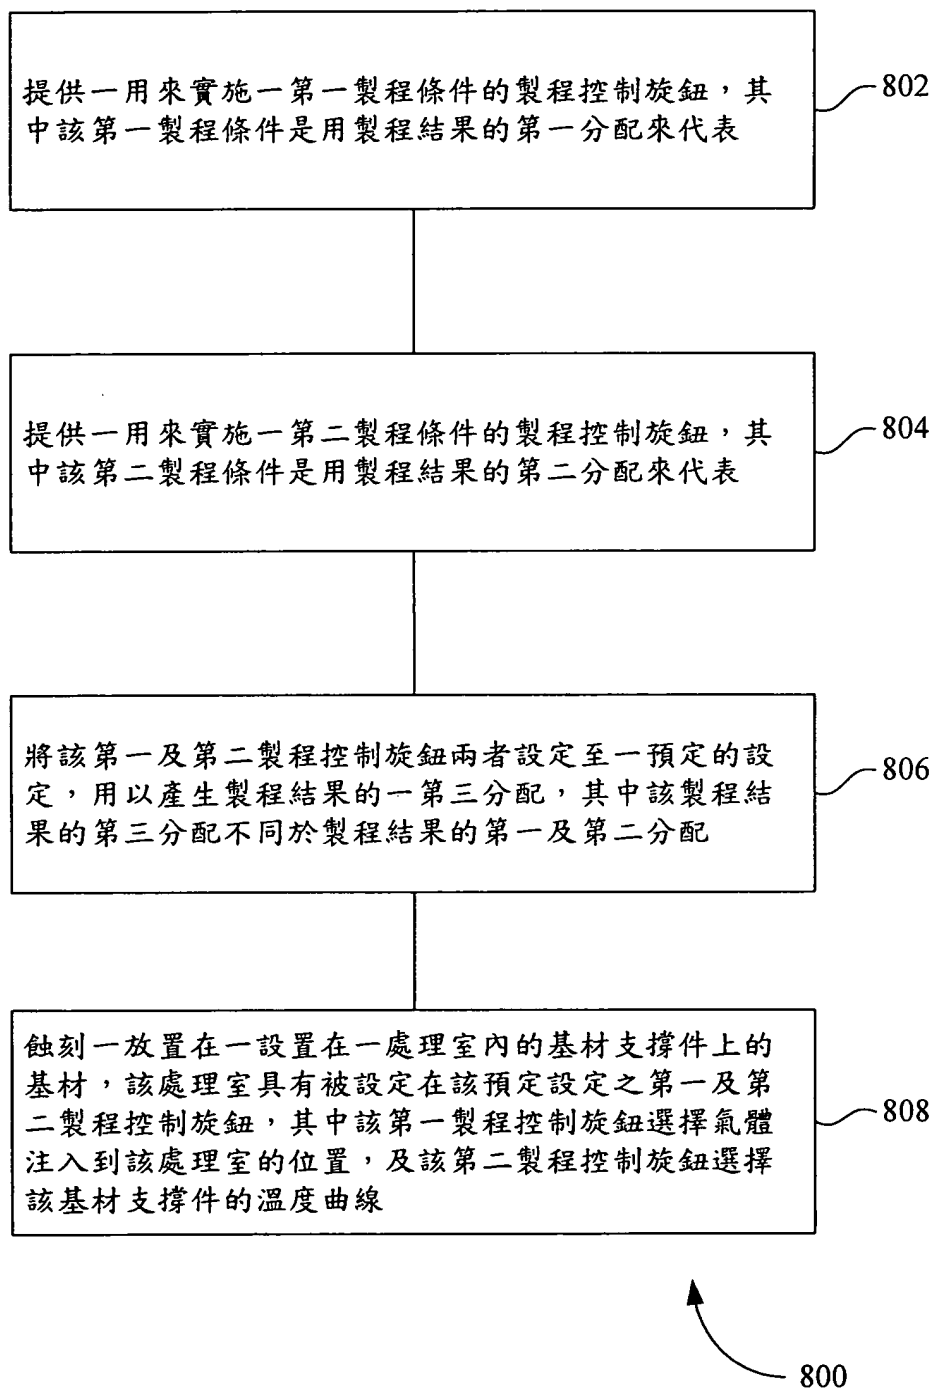 提供一用來實施一第一製程條件的製程控制旋鈕，其
中該第一製程條件是用製程結果的第一分配來代表
802
提供一用來實施一第二製程條件的製程控制旋鈕，其
中該第二製程條件是用製程結果的第二分配來代表
804
將該第一及第二製程控制旋鈕兩者設定至一預定的設
定，用以產生製程結果的一第三分配，其中該製程結
果的第三分配不同於製程結果的第一及第二分配
806
蝕刻一放置在一設置在一處理室內的基材支撐件上的
基材，該處理室具有被設定在該預定設定之第一及第
二製程控制旋鈕，其中該第一製程控制旋鈕選擇氣體
注入到該處理室的位置，及該第二製程控制旋鈕選擇
該基材支撐件的溫度曲線
808
800